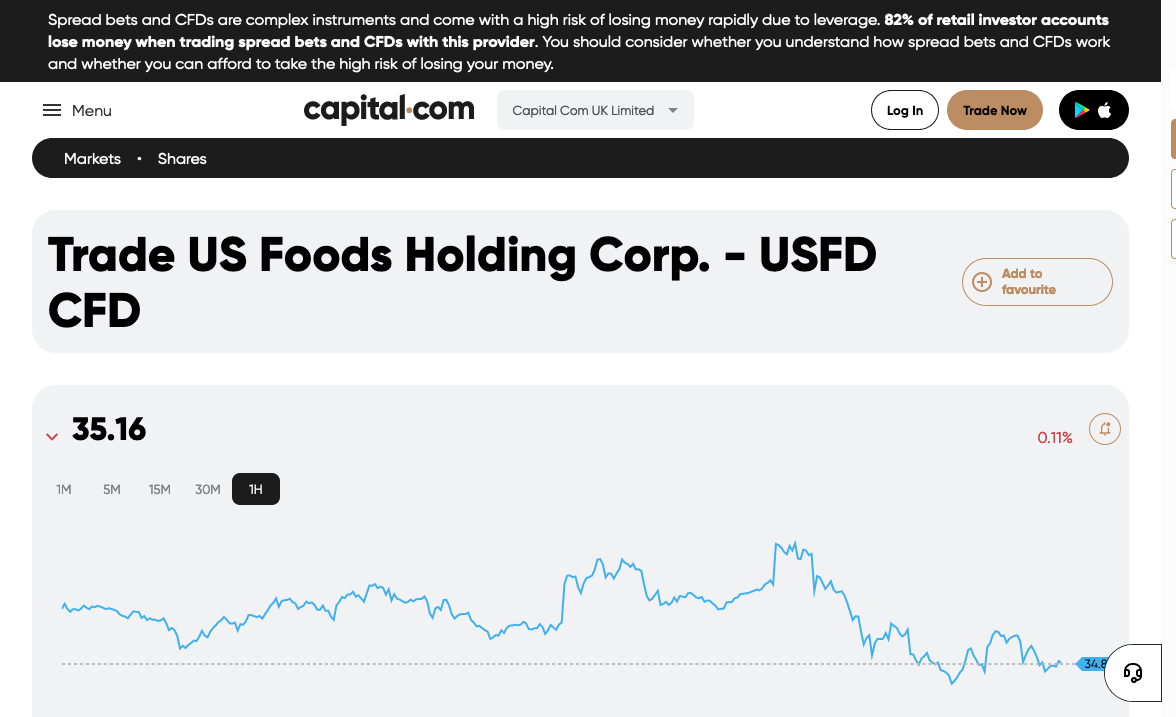 Spread bets and CFDs are complex instruments and come with a high risk of losing money rapidly due to leverage. 82% of retail investor accounts
lose money when trading spread bets and CFDs with this provider. You should consider whether you understand how spread bets and CFDs work
and whether you can afford to take the high risk of losing your money.
Menu
capital.com
Capital Com UK Limited
Log In
Trade Now
Markets • Shares
Trade US Foods Holding Corp. - USFD
CFD
Add to
favourite
35.16
0.11%
1M 5M 15M 30M 1H
34.8